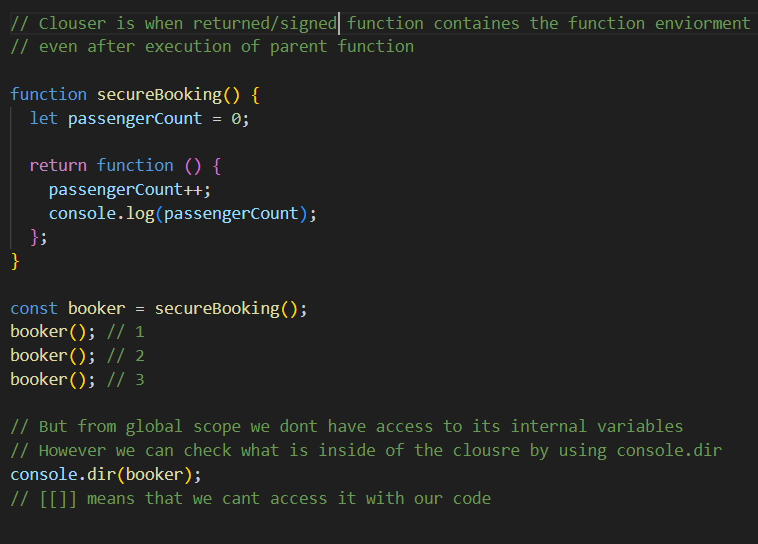 // Clouser is when returned/signed function containes the function enviorment
// even after execution of parent function
function secureBooking() {
let passengerCount = 0;
return function () {
passengerCount++;
console.log(passengerCount);
};
}
const booker = secureBooking();
booker(); // 1
booker(); // 2
booker(); // 3
// But from global scope we dont have access to its internal variables
// However we can check what is inside of the clousre by using console.dir
console.dir(booker);
// [[]] means that we cant access it with our code